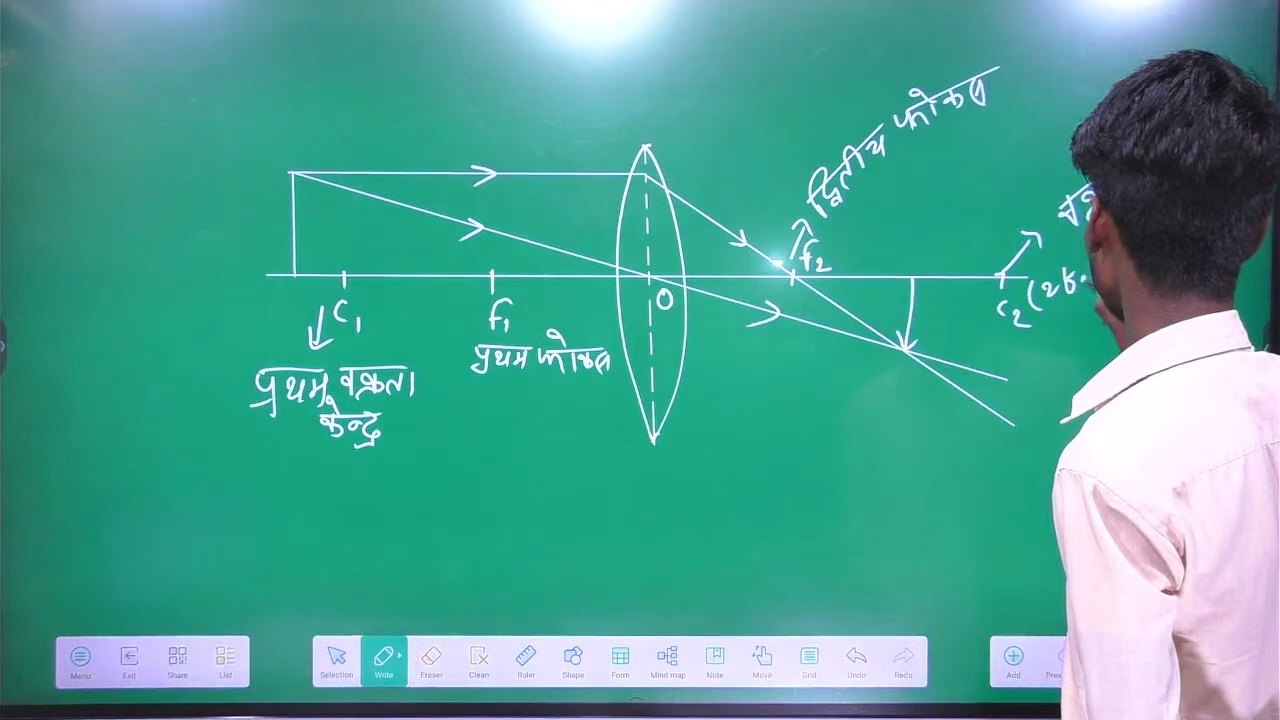 द्वितीय फोकस
f₂
O
C₁
f₁
C₂ (2f
प्रथम फोकस
प्रथम वक्रता
केन्द्र
Menu
Exit
Share
List
Selection
Write
Eraser
Clean
Ruler
Shape
Form
Mind map
Note
Move
Grid
Undo
Redo
Add